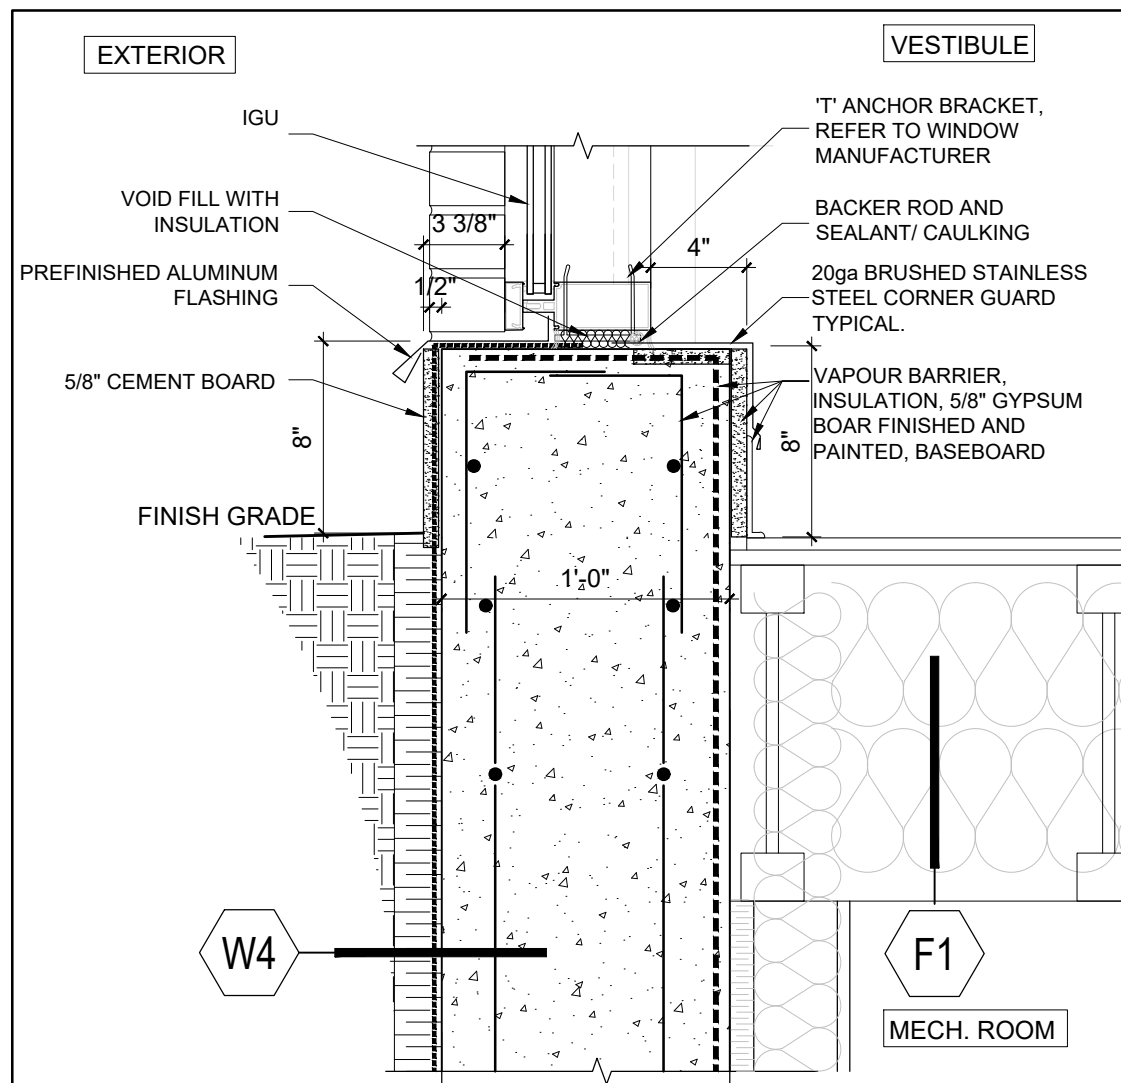 EXTERIOR
VESTIBULE
IGU
'T' ANCHOR BRACKET,
REFER TO WINDOW
MANUFACTURER
VOID FILL WITH
INSULATION
3 3/8"
BACKER ROD AND
SEALANT/ CAULKING
4"
PREFINISHED ALUMINUM
FLASHING
1/2"
20ga BRUSHED STAINLESS
STEEL CORNER GUARD
TYPICAL.
5/8" CEMENT BOARD
VAPOUR BARRIER,
INSULATION, 5/8" GYPSUM
BOAR FINISHED AND
PAINTED, BASEBOARD
8"
8"
FINISH GRADE
1'-0"
W4
F1
MECH. ROOM